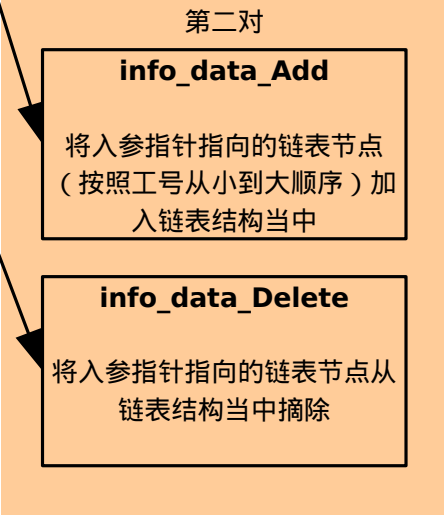 第二对
info_data_Add
将入参指针指向的链表节点
（按照工号从小到大顺序）加
入链表结构当中
info_data_Delete
将入参指针指向的链表节点从
链表结构当中摘除